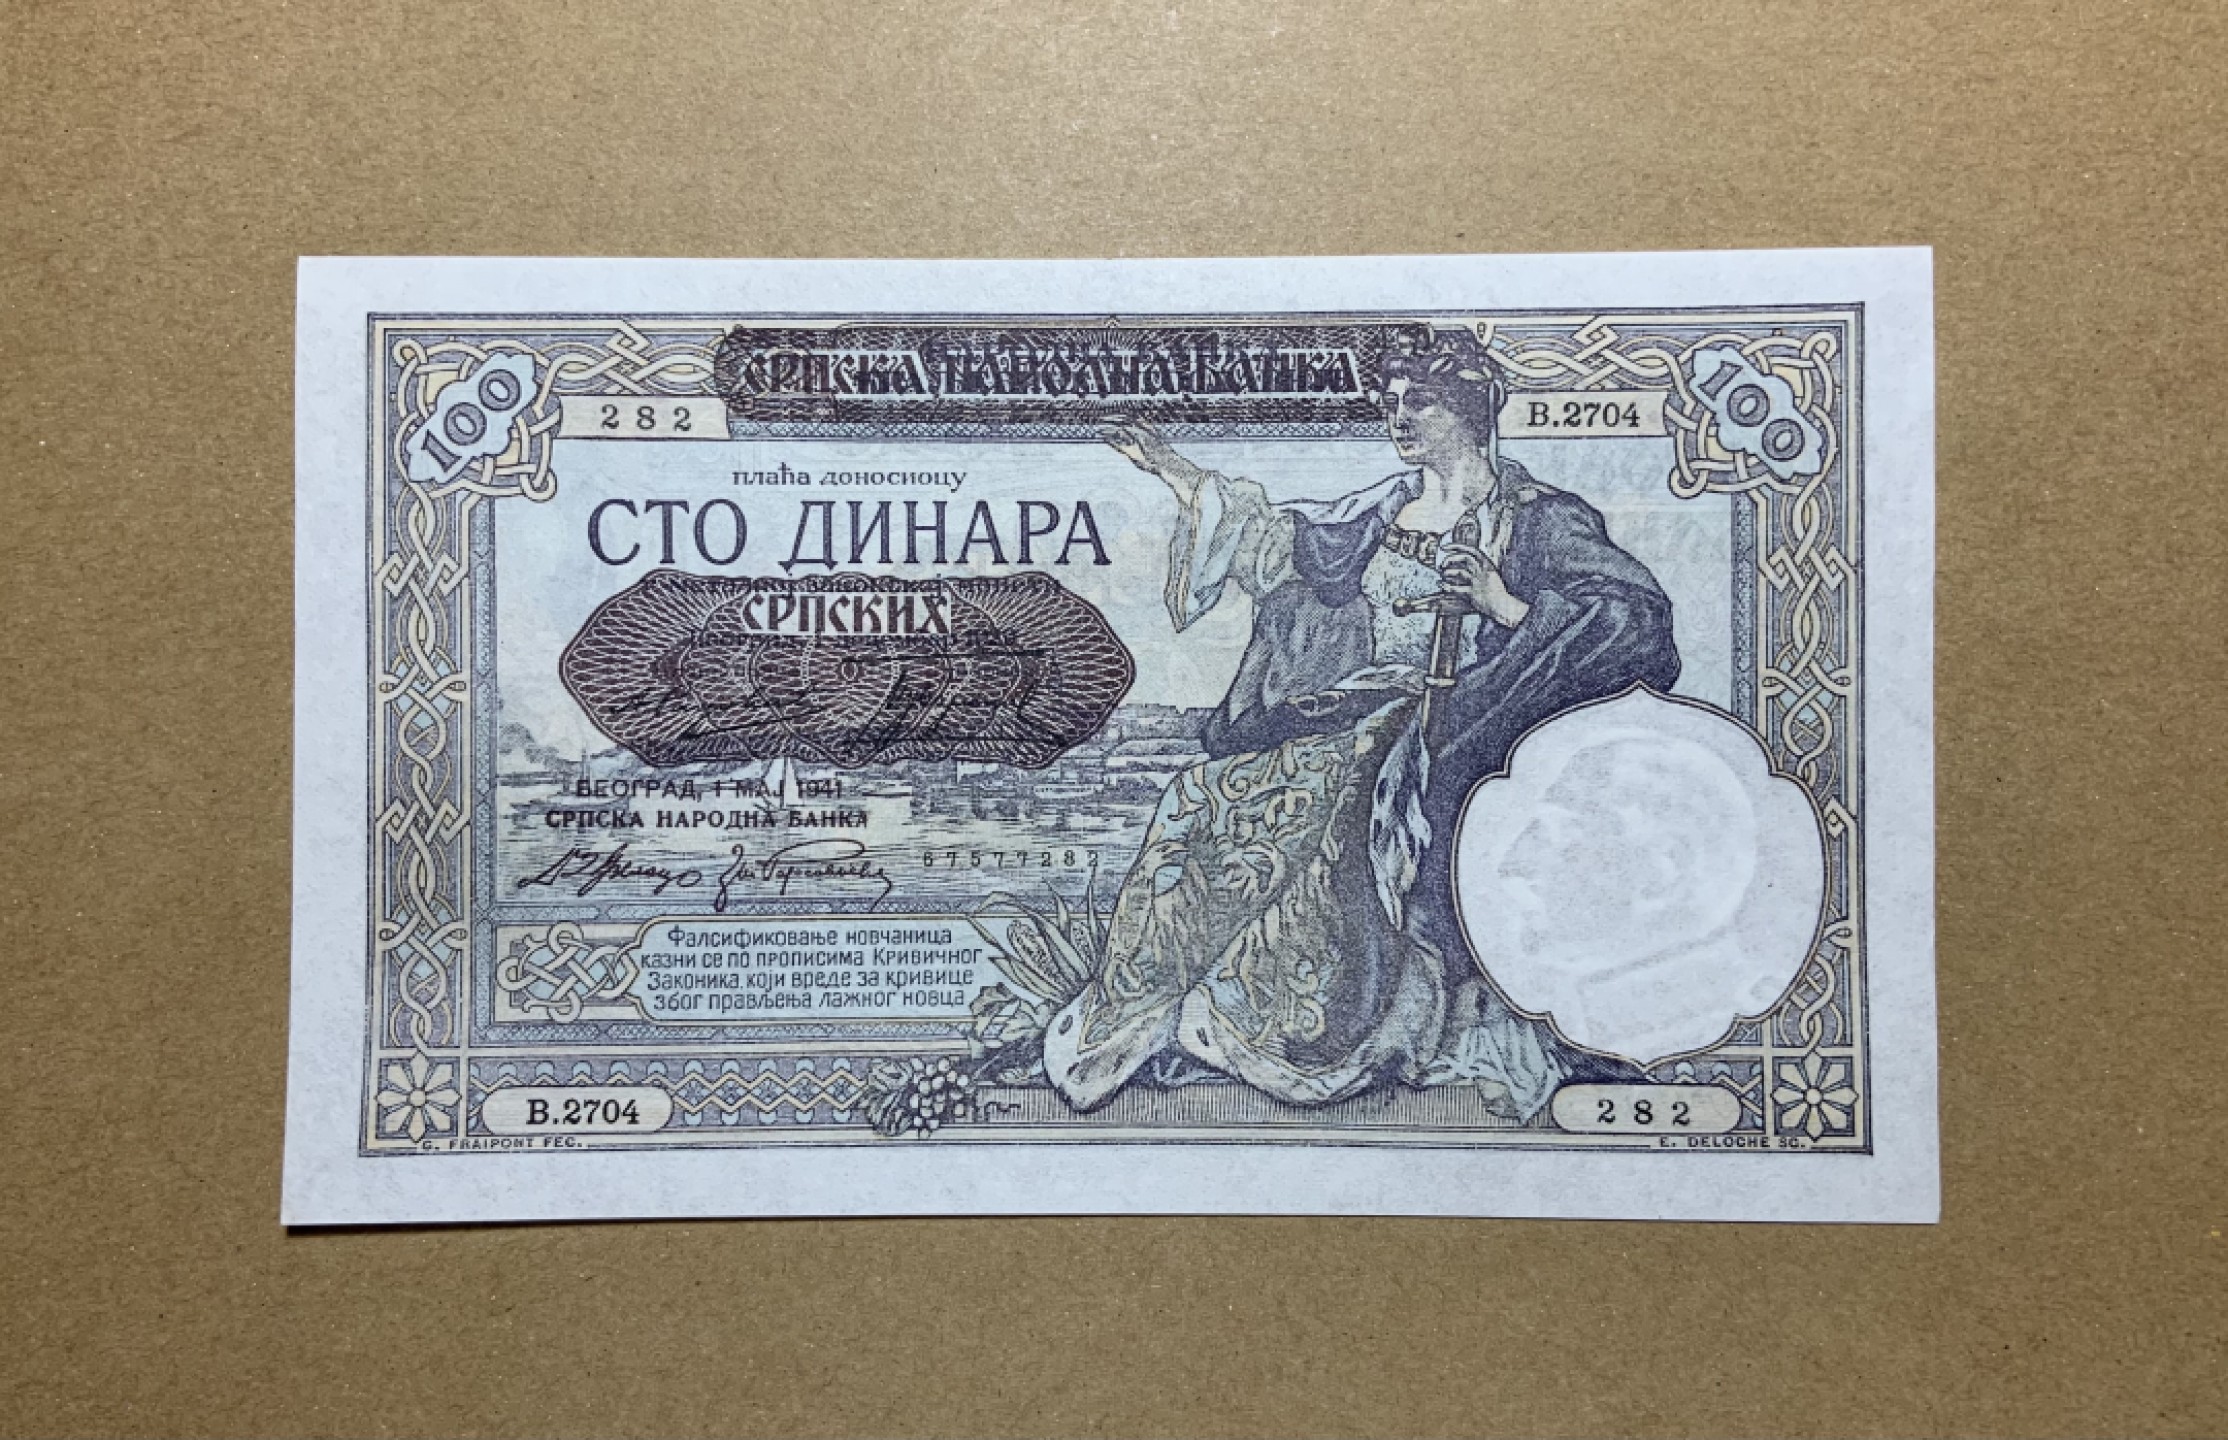 СРПСКА НАРОДНА БАНКА
100
100
282
В.2704
плаћа доносиоцу
СТО ДИНАРА
СРПСКИХ
БЕОГРАД, 1 МАЈ 1941
СРПСКА НАРОДНА БАНКА
67577282
Фалсификовање новчаница
казни се по прописима Кривичног
Законика, који вреде за кривице
због прављења лажног новца
В.2704
282
G. FRAIPONT FEC.
E. DELOCHE SC.